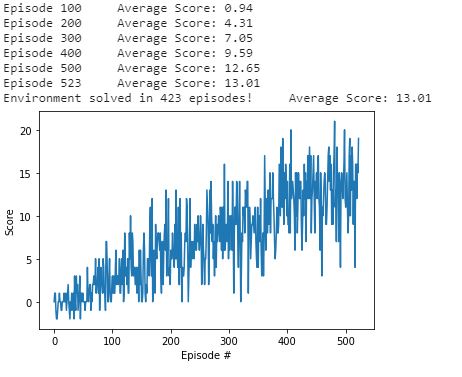 Episode 100 Average Score: 0.94
Episode 200 Average Score: 4.31
Episode 300 Average Score: 7.05
Episode 400 Average Score: 9.59
Episode 500 Average Score: 12.65
Episode 523 Average Score: 13.01
Environment solved in 423 episodes! Average Score: 13.01
20
15
10
5
0
Score
0 100 200 300 400 500
Episode #